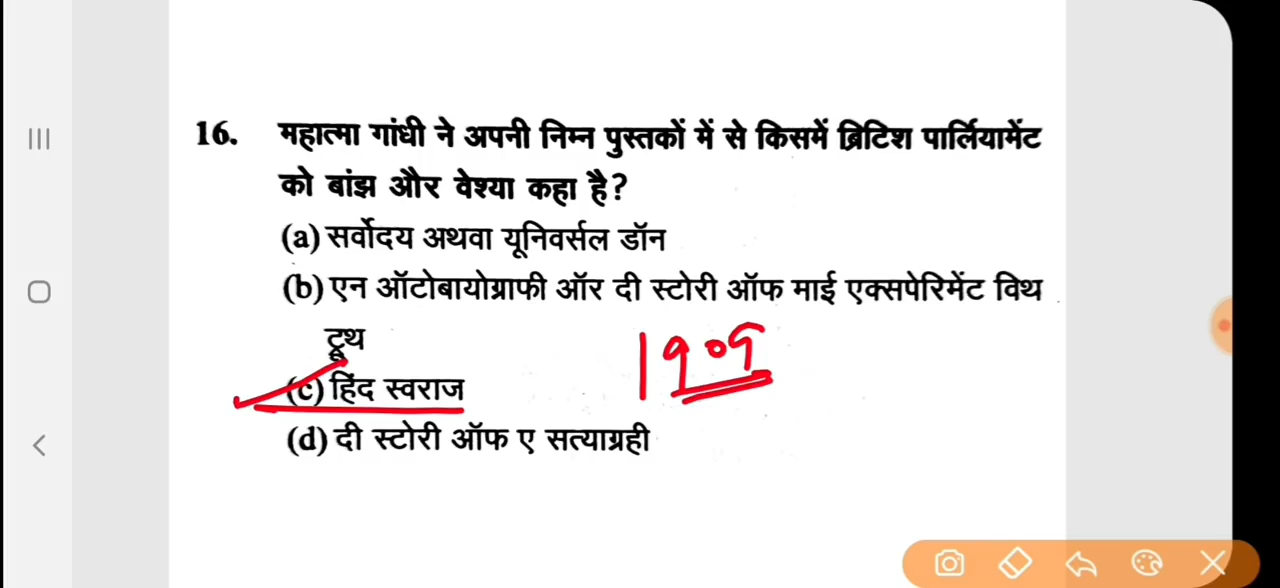 16. महात्मा गांधी ने अपनी निम्न पुस्तकों में से किसमें ब्रिटिश पार्लियामेंट
को बांझ और वेश्या कहा है?
(a) सर्वोदय अथवा यूनिवर्सल डॉन
(b) एन ऑटोबायोग्राफी ऑर दी स्टोरी ऑफ माई एक्सपेरिमेंट विथ
ट्रूथ
1909
(c) हिंद स्वराज
(d) दी स्टोरी ऑफ ए सत्याग्रही